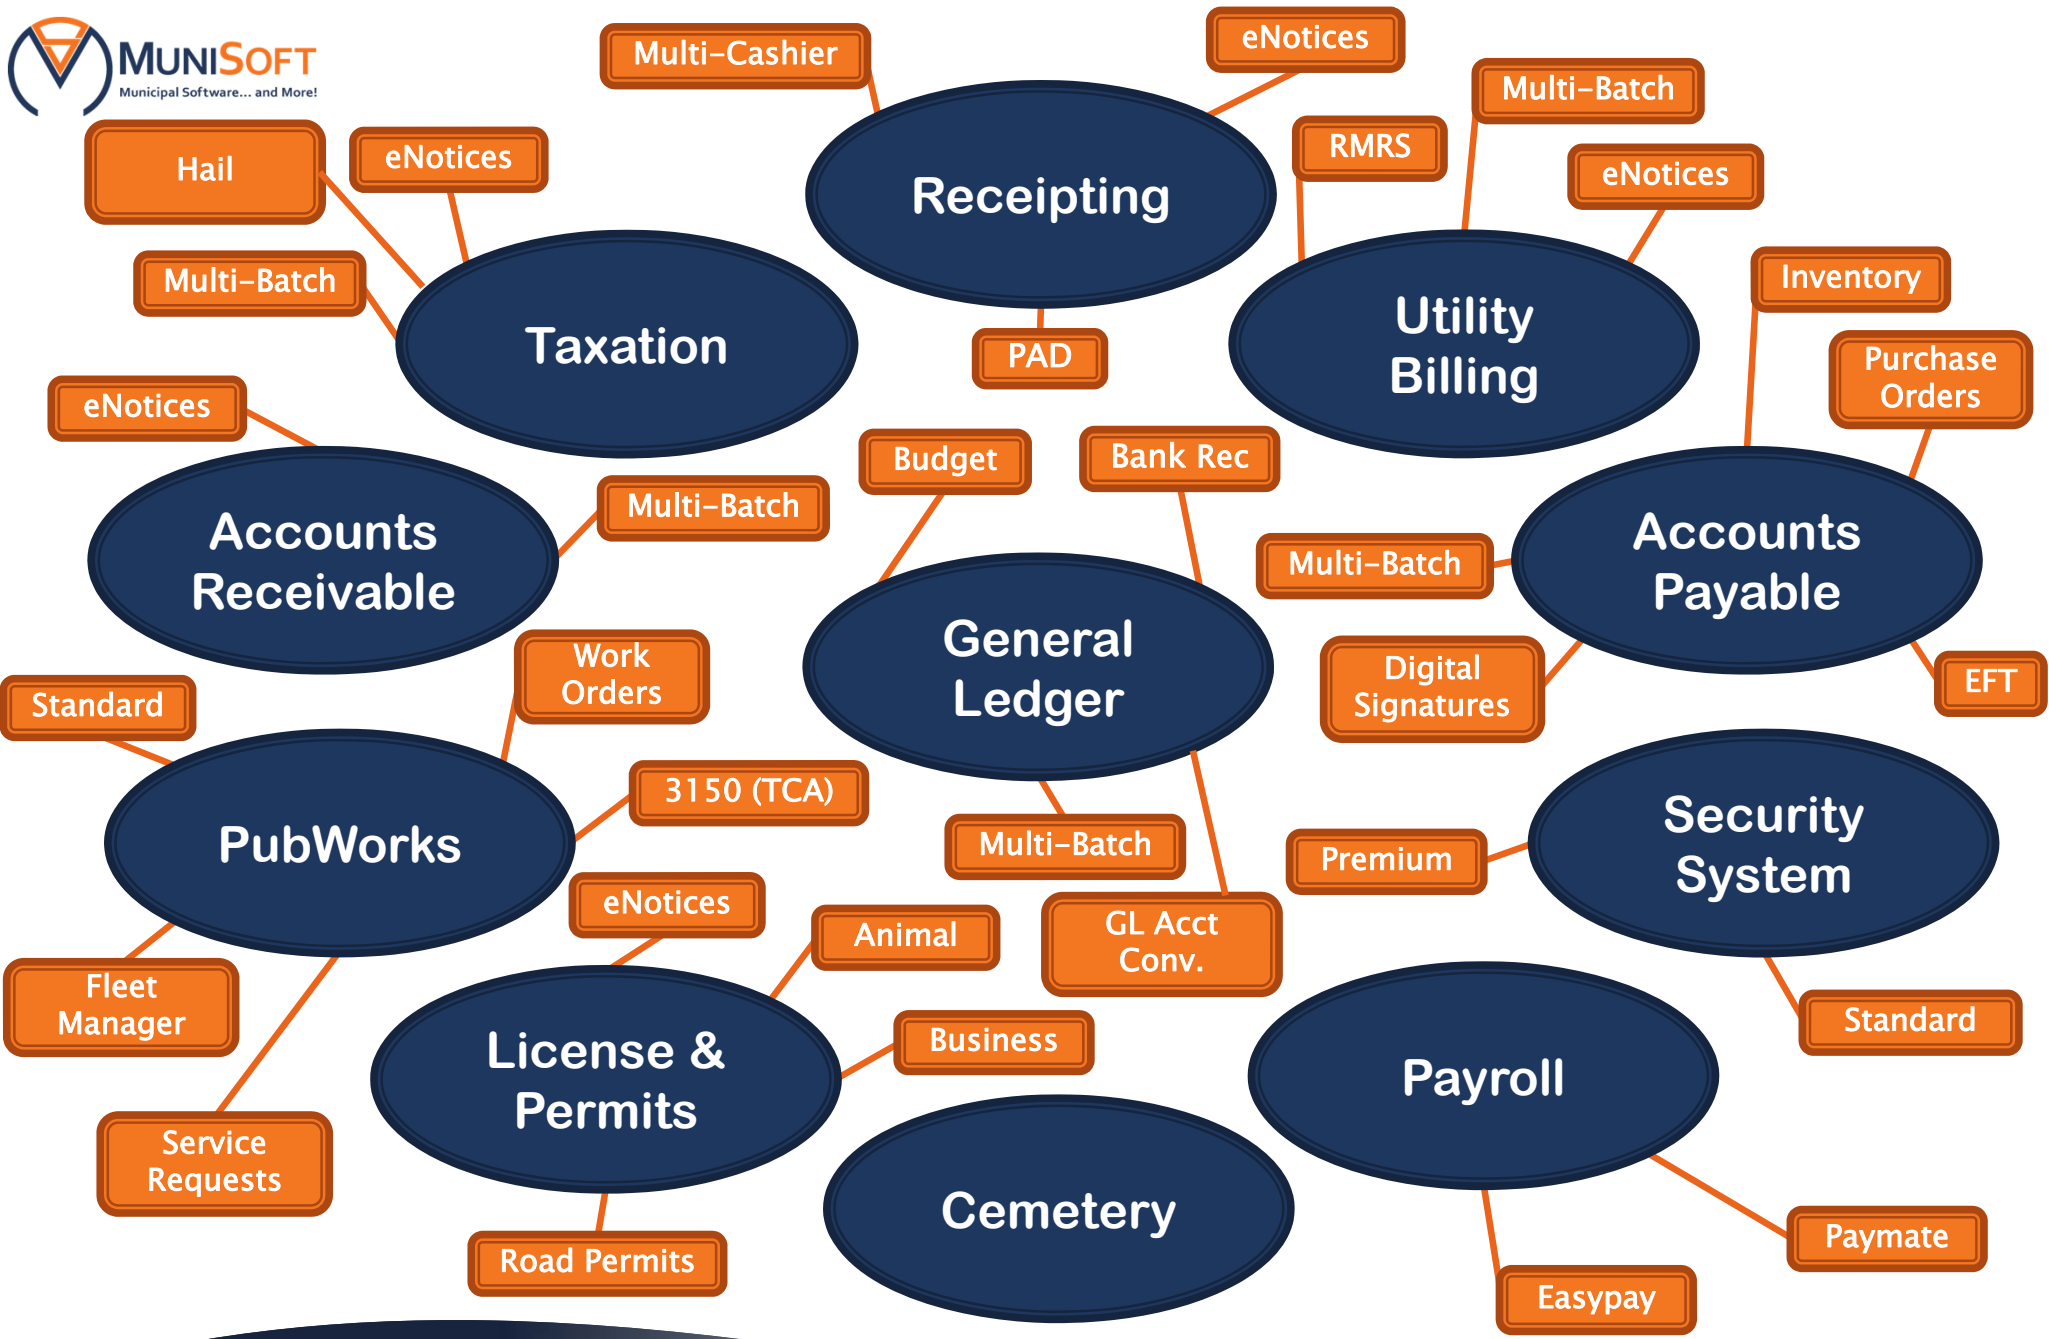 MUNISOFT
Municipal Software... and More!
Multi-Cashier
eNotices
Multi-Batch
RMRS
eNotices
Hail
eNotices
Multi-Batch
Receipting
PAD
Taxation
Utility
Billing
Inventory
Purchase
Orders
eNotices
Multi-Batch
Accounts
Receivable
Budget
Bank Rec
General
Ledger
Multi-Batch
GL Acct
Conv.
Multi-Batch
Accounts
Payable
Digital
Signatures
EFT
Standard
Work
Orders
3150 (TCA)
PubWorks
Fleet
Manager
Service
Requests
eNotices
Animal
Business
License &
Permits
Road Permits
Cemetery
Premium
Security
System
Standard
Payroll
Paymate
Easypay